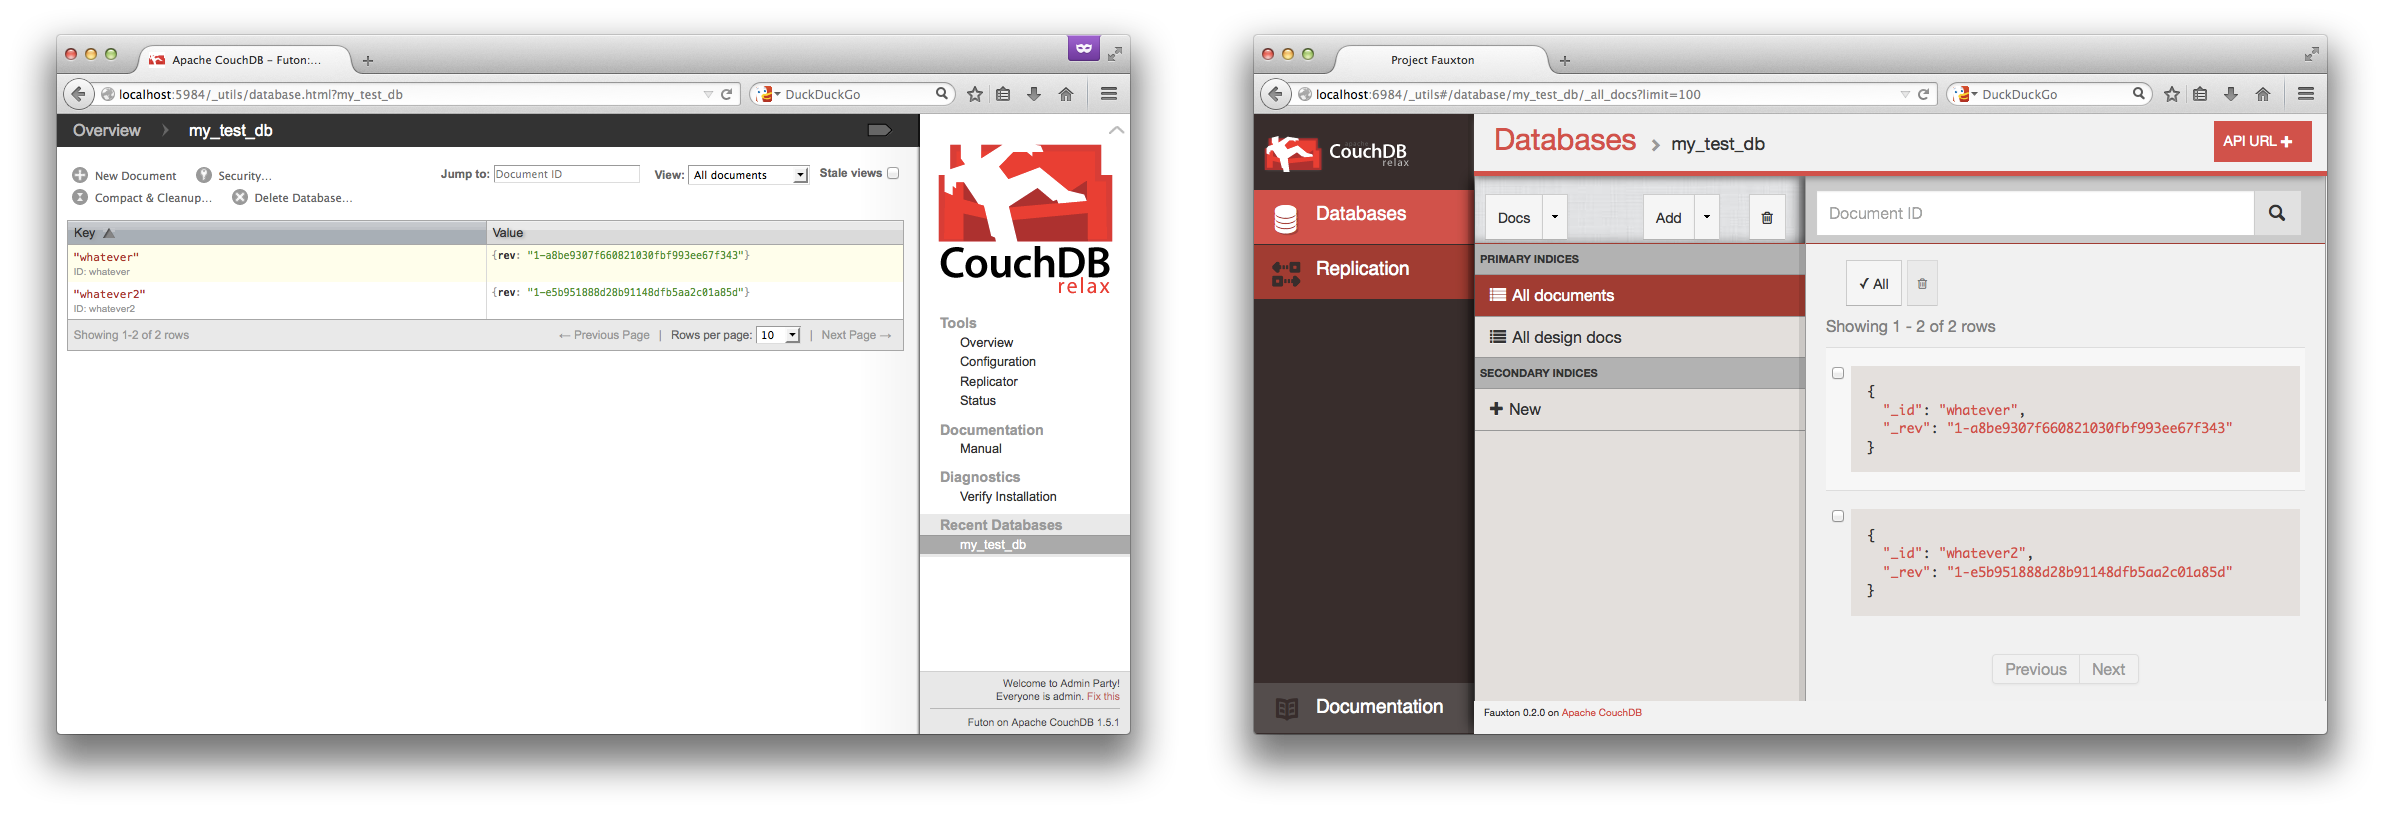 Apache CouchDB – Futon:...
localhost:5984/_utils/database.html?my_test_db
DuckDuckGo
Overview
my_test_db
New Document
Security...
Jump to:
Document ID
View:
All documents
Stale views
Compact & Cleanup...
Delete Database...
Key
Value
"whatever"
ID: whatever
{rev: "1-a8be9307f660821030fbf993ee67f343"}
"whatever2"
ID: whatever2
{rev: "1-e5b951888d28b91148dfb5aa2c01a85d"}
Showing 1-2 of 2 rows
← Previous Page | Rows per page: 10 | Next Page →
CouchDB
relax
Tools
Overview
Configuration
Replicator
Status
Documentation
Manual
Diagnostics
Verify Installation
Recent Databases
my_test_db
Welcome to Admin Party!
Everyone is admin. Fix this
Futon on Apache CouchDB 1.5.1
Project Fauxton
localhost:6984/_utils#/database/my_test_db/_all_docs?limit=100
DuckDuckGo
apache
CouchDB
relax
Databases
Replication
Documentation
Databases
my_test_db
API URL
Docs
Add
Document ID
PRIMARY INDICES
All documents
All design docs
SECONDARY INDICES
New
All
Showing 1 - 2 of 2 rows
{
"_id": "whatever",
"_rev": "1-a8be9307f660821030fbf993ee67f343"
}
{
"_id": "whatever2",
"_rev": "1-e5b951888d28b91148dfb5aa2c01a85d"
}
Previous
Next
Fauxton 0.2.0 on Apache CouchDB